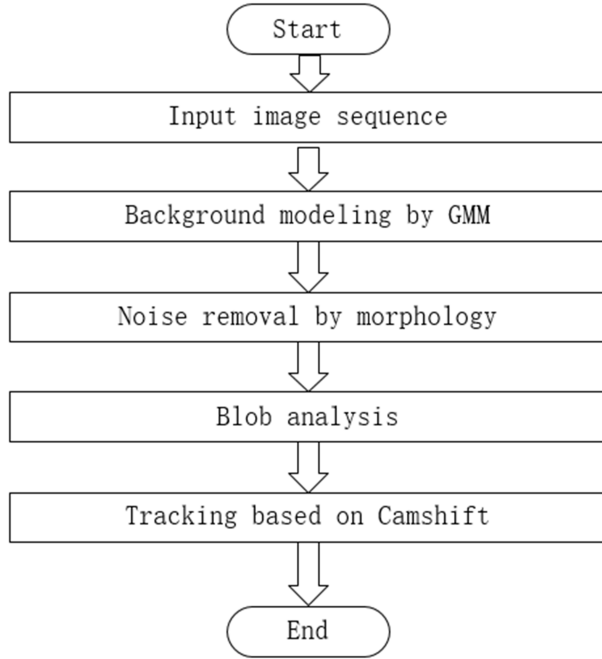 Start
Input image sequence
Background modeling by GMM
Noise removal by morphology
Blob analysis
Tracking based on Camshift
End